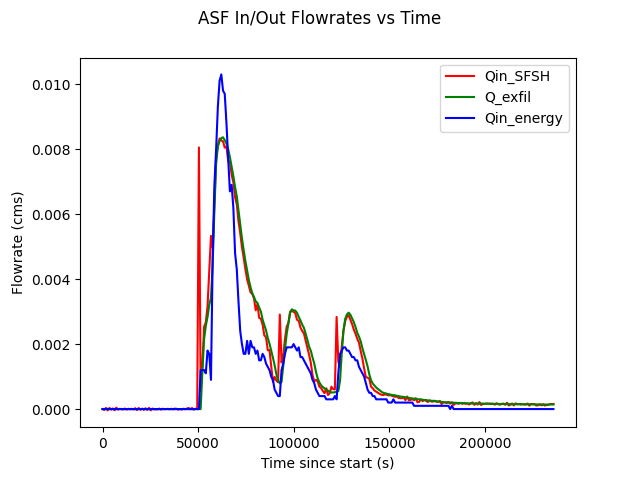 ASF In/Out Flowrates vs Time
Qin_SFSH
Q_exfil
Qin_energy
Flowrate (cms)
0.010
0.008
0.006
0.004
0.002
0.000
0
50000
100000
150000
200000
Time since start (s)